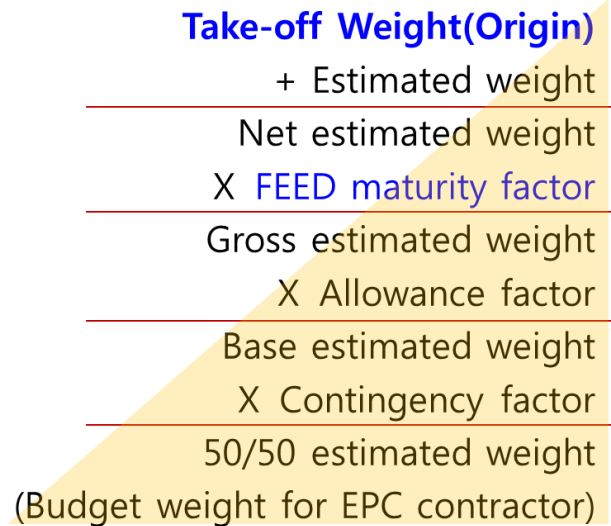 Take-off Weight(Origin)
+ Estimated weight
Net estimated weight
X FEED maturity factor
Gross estimated weight
X Allowance factor
Base estimated weight
X Contingency factor
50/50 estimated weight
(Budget weight for EPC contractor)